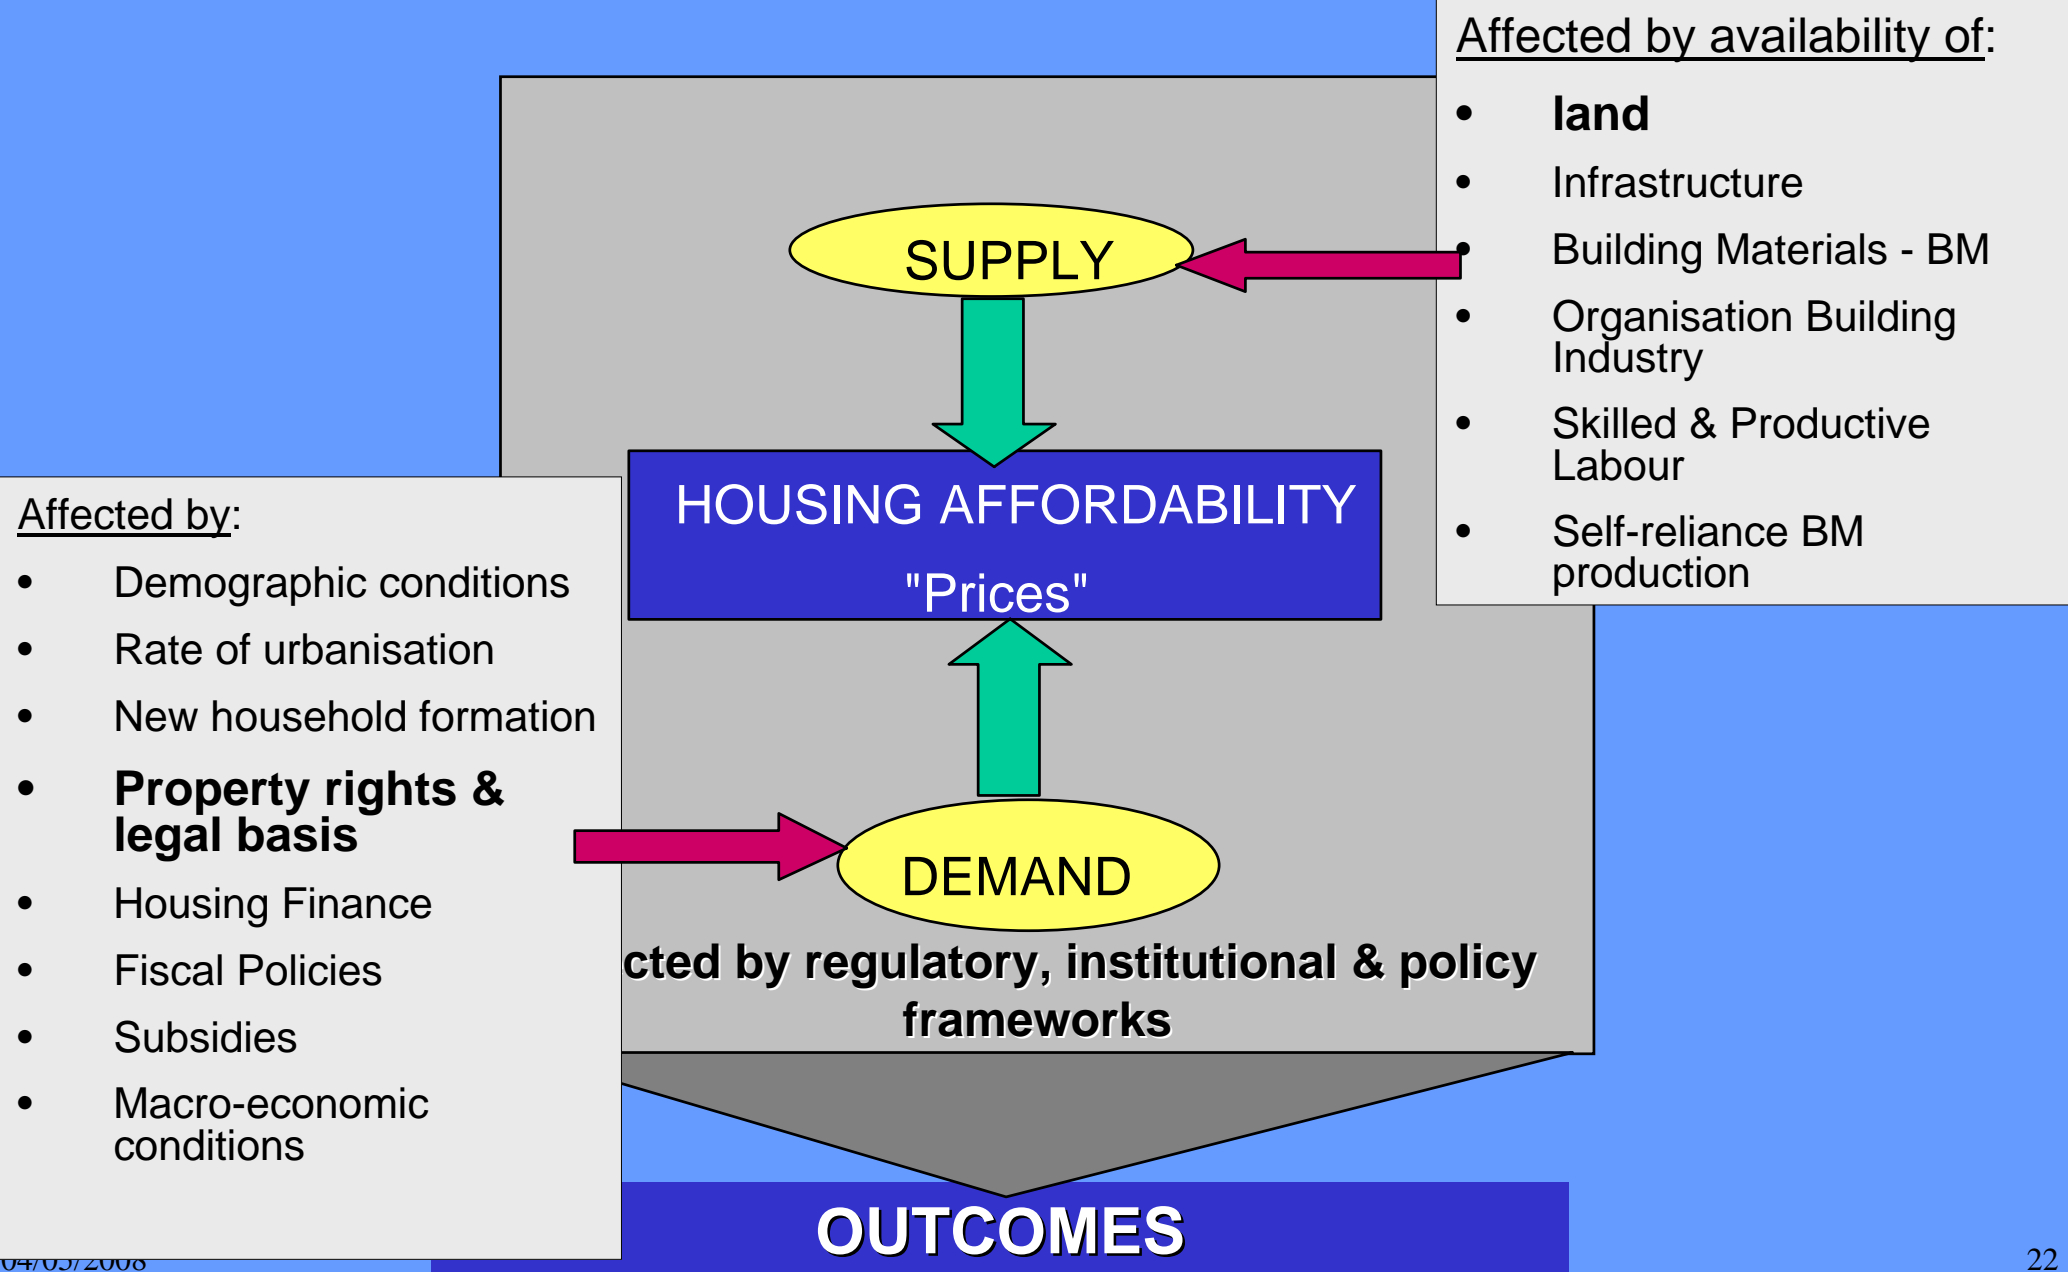 Affected by availability of:
• land
• Infrastructure
• Building Materials - BM
• Organisation Building
Industry
• Skilled & Productive
Labour
• Self-reliance BM
production
SUPPLY
HOUSING AFFORDABILITY
"Prices"
DEMAND
Affected by:
• Demographic conditions
• Rate of urbanisation
• New household formation
• Property rights &
legal basis
• Housing Finance
• Fiscal Policies
• Subsidies
• Macro-economic
conditions
cted by regulatory, institutional & policy
frameworks
OUTCOMES
22